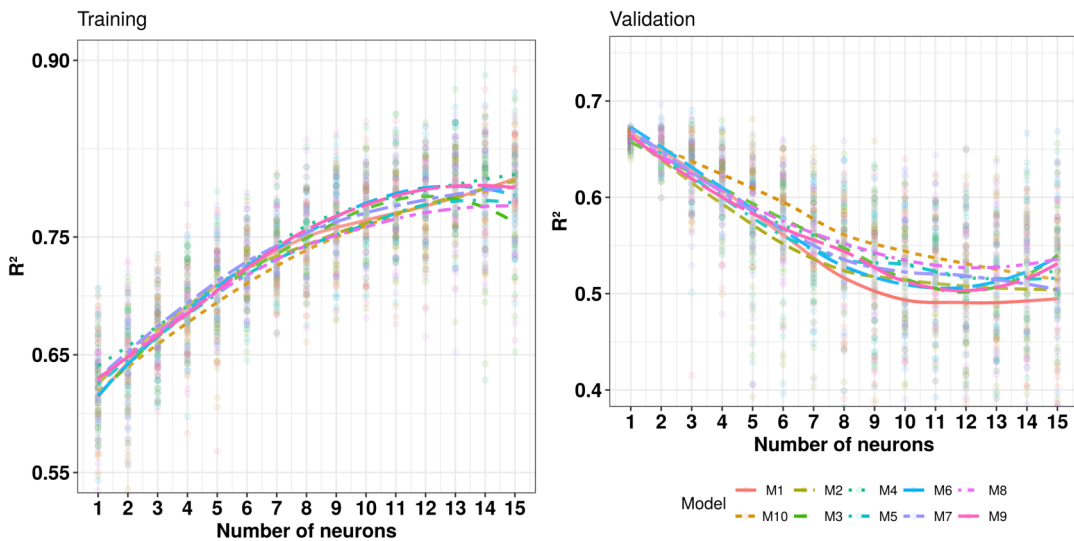 Training
R²
0.90
0.75
0.65
0.55
1 2 3 4 5 6 7 8 9 10 11 12 13 14 15
Number of neurons
Validation
R²
0.7
0.6
0.5
0.4
1 2 3 4 5 6 7 8 9 10 11 12 13 14 15
Number of neurons
Model
M1 M2 M4 M6 M8
M10 M3 M5 M7 M9